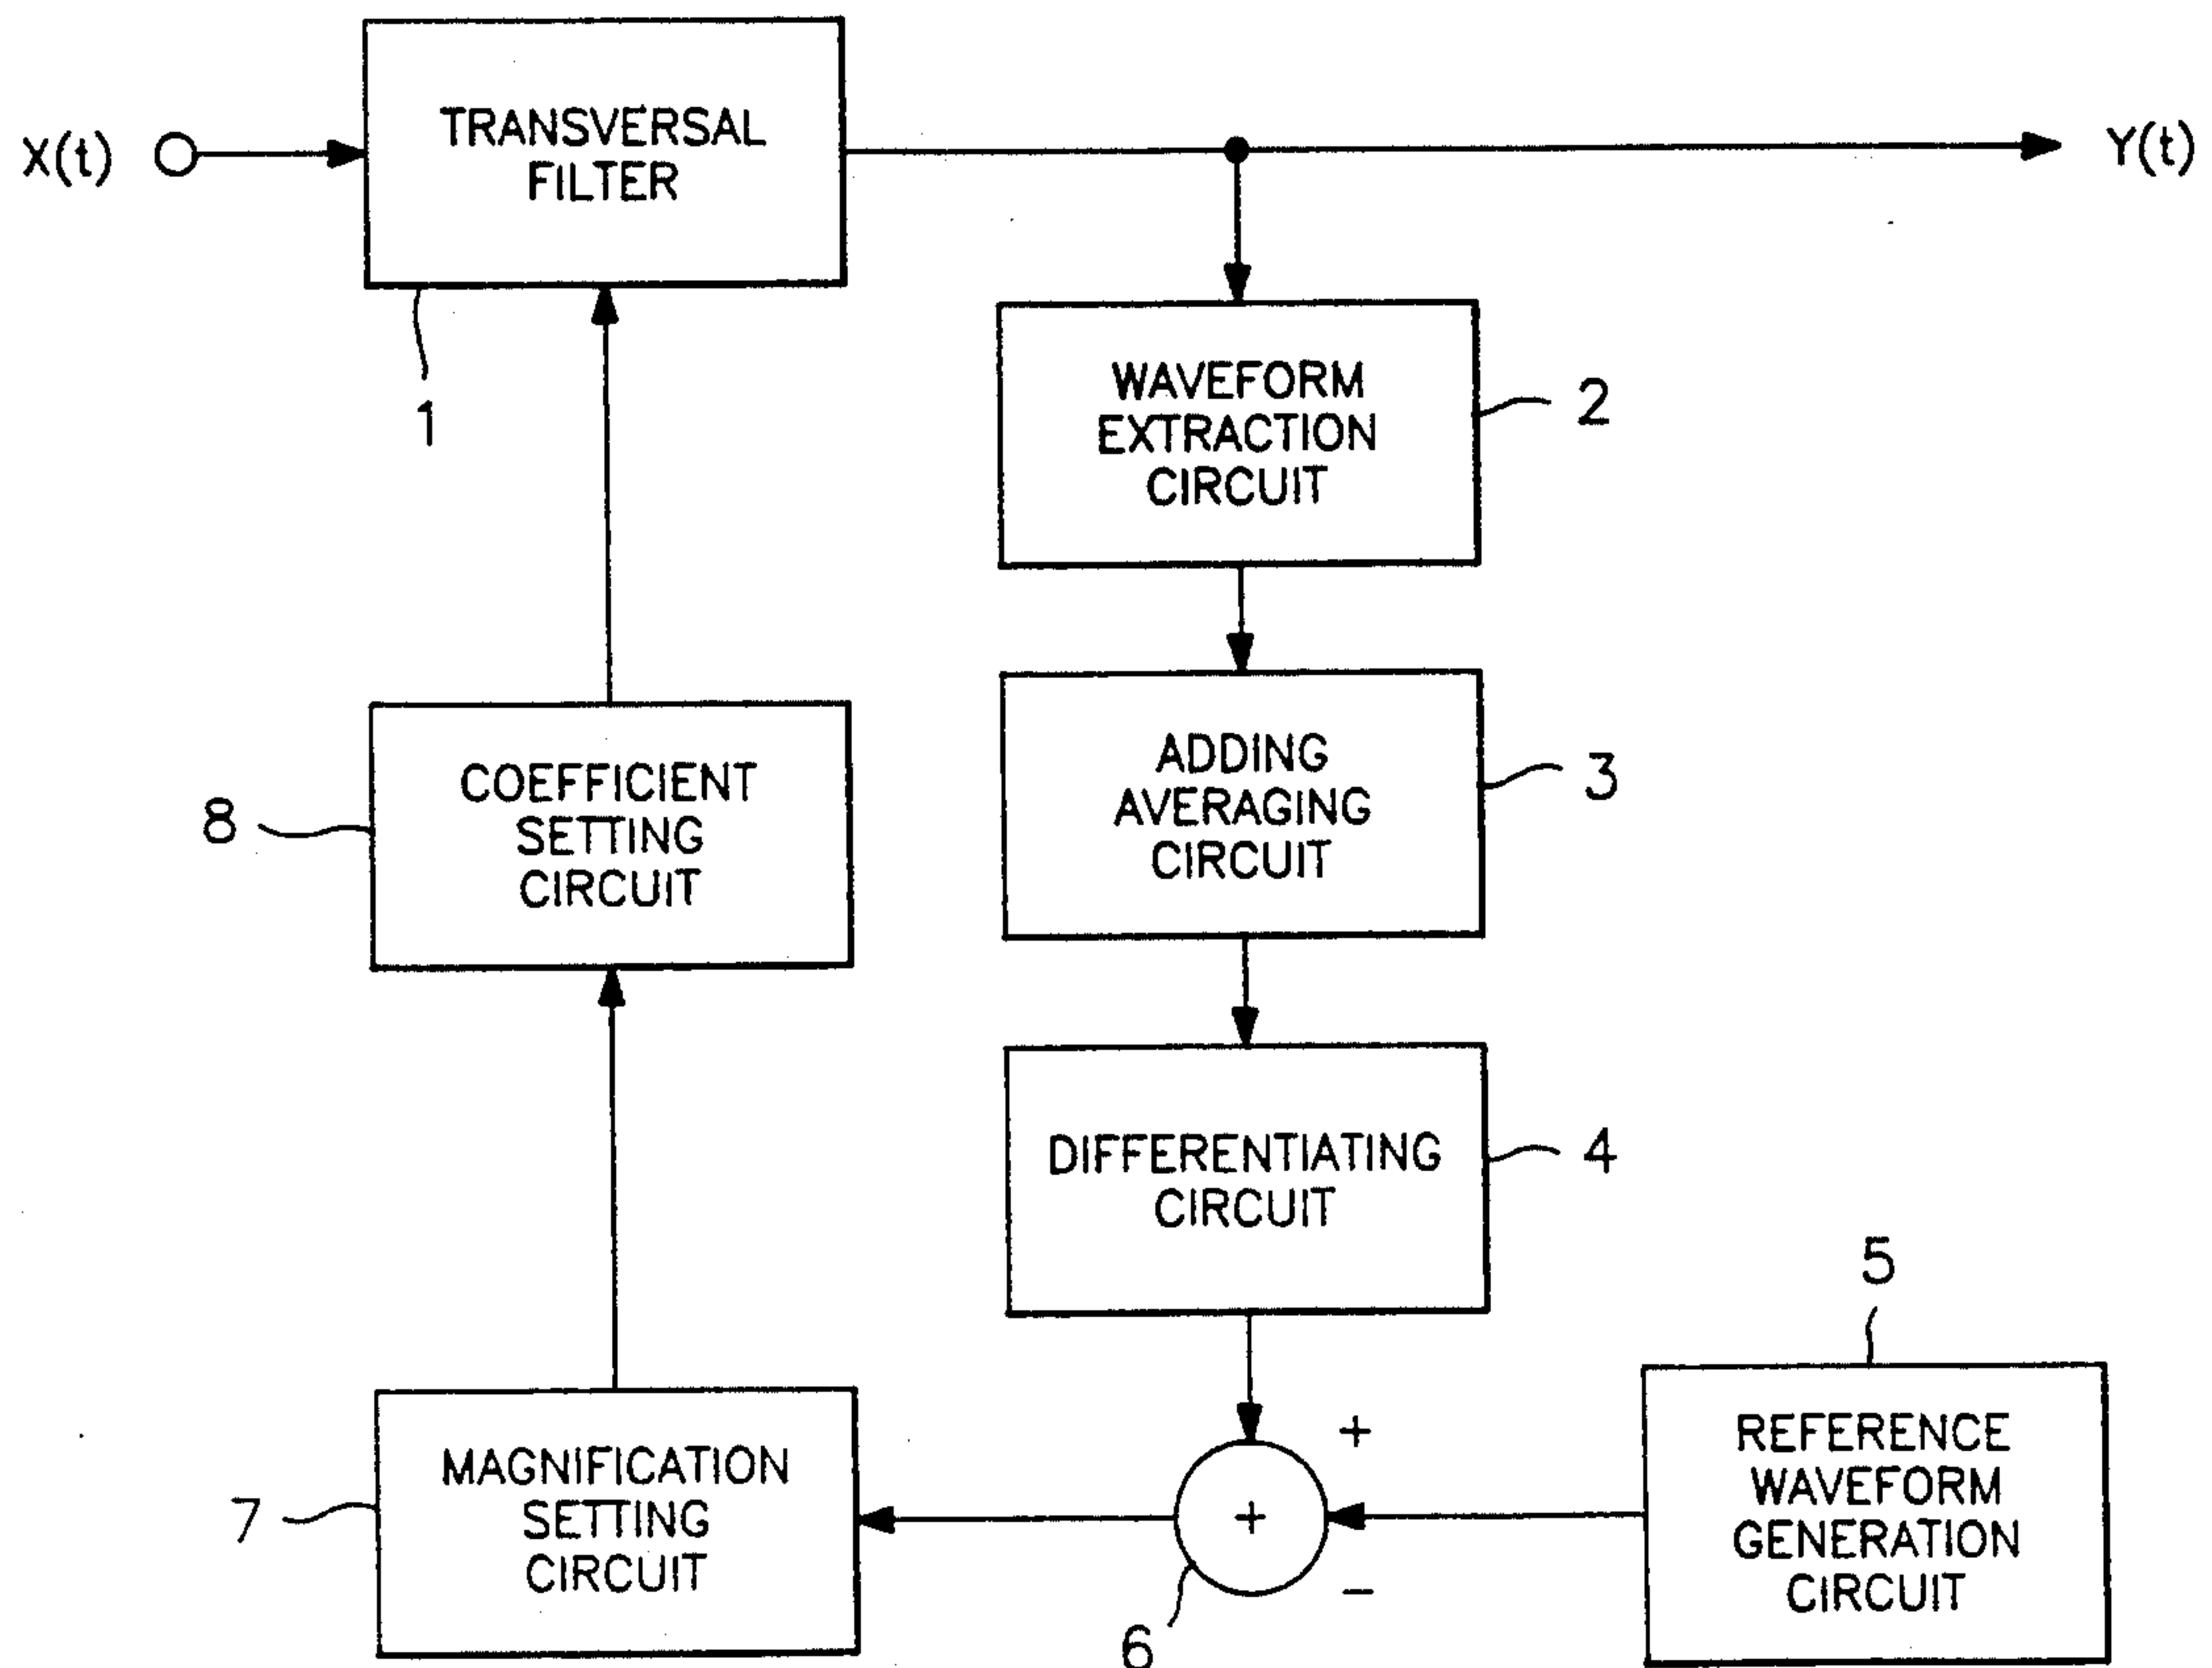 X(t)
TRANSVERSAL
FILTER
Y(t)
1
WAVEFORM
EXTRACTION
CIRCUIT
2
ADDING
AVERAGING
CIRCUIT
3
COEFFICIENT
SETTING
CIRCUIT
8
DIFFERENTIATING
CIRCUIT
4
5
REFERENCE
WAVEFORM
GENERATION
CIRCUIT
+
+
−
6
MAGNIFICATION
SETTING
CIRCUIT
7